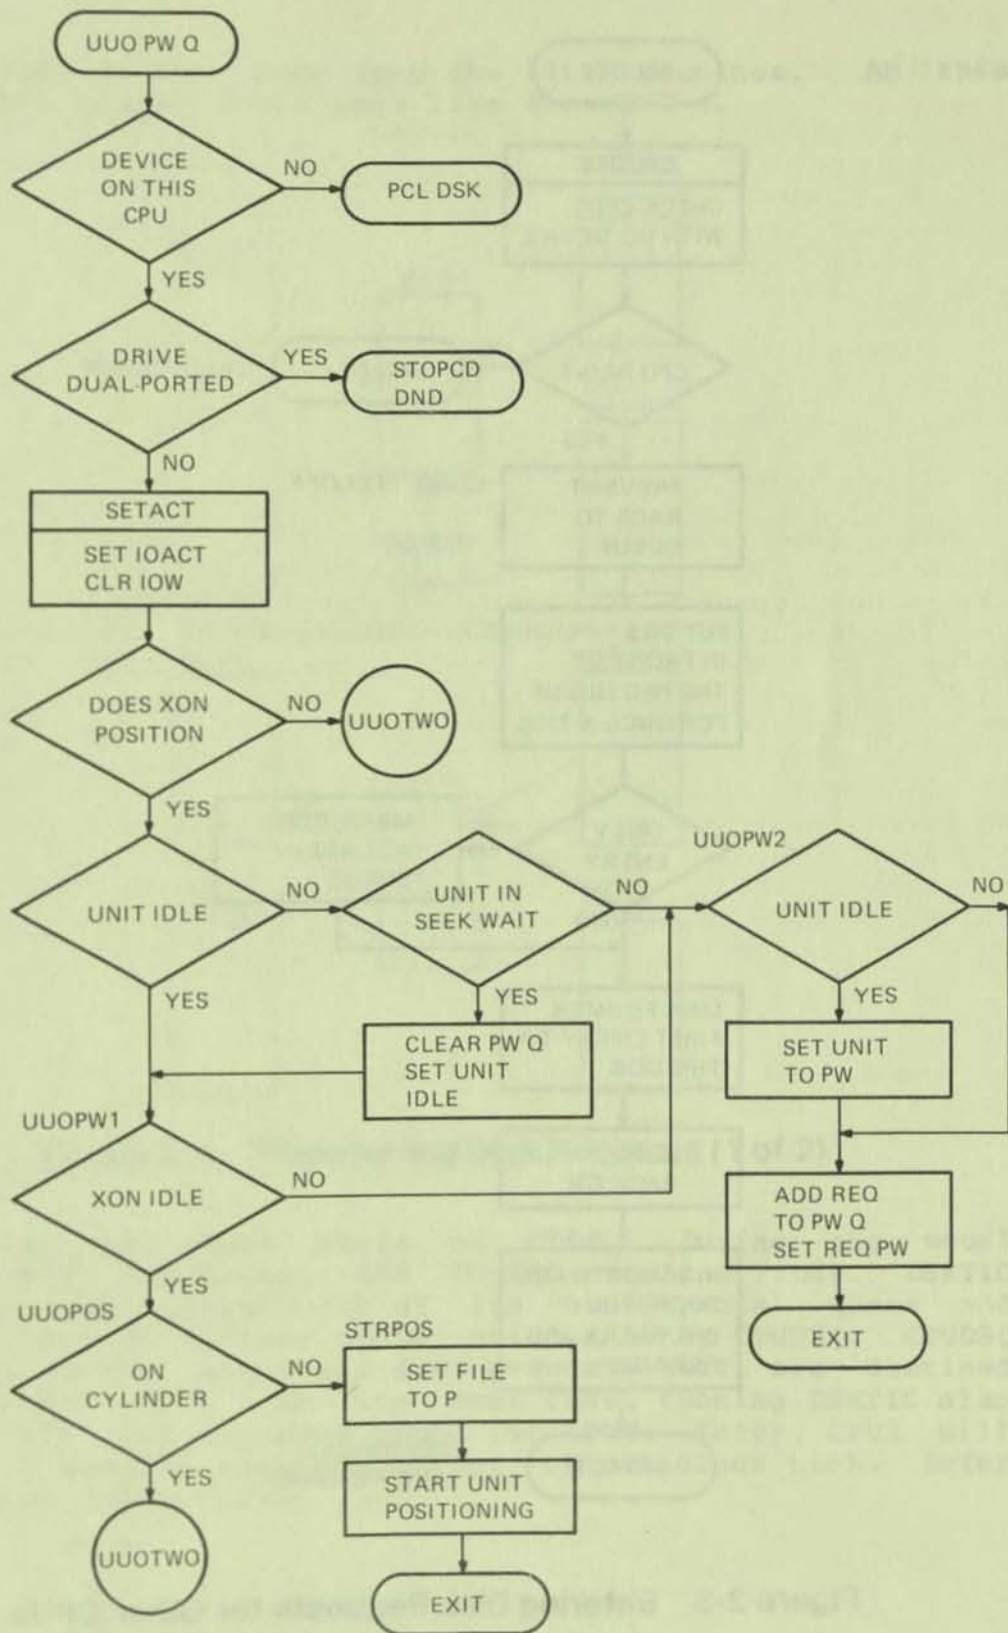 UUO PW Q
DEVICE
ON THIS
CPU
NO
PCL DSK
YES
DRIVE
DUAL-PORTED
YES
STOPCD
DND
NO
SETACT
SET IOACT
CLR IOW
DOES XON
POSITION
NO
UUOTWO
YES
UNIT IDLE
NO
UNIT IN
SEEK WAIT
NO
UUOPW2
UNIT IDLE
NO
YES
YES
YES
CLEAR PW Q
SET UNIT
IDLE
SET UNIT
TO PW
UUOPW1
XON IDLE
NO
ADD REQ
TO PW Q
SET REQ PW
YES
EXIT
UUOPOS
ON
CYLINDER
NO
STRPOS
SET FILE
TO P
YES
START UNIT
POSITIONING
UUOTWO
EXIT